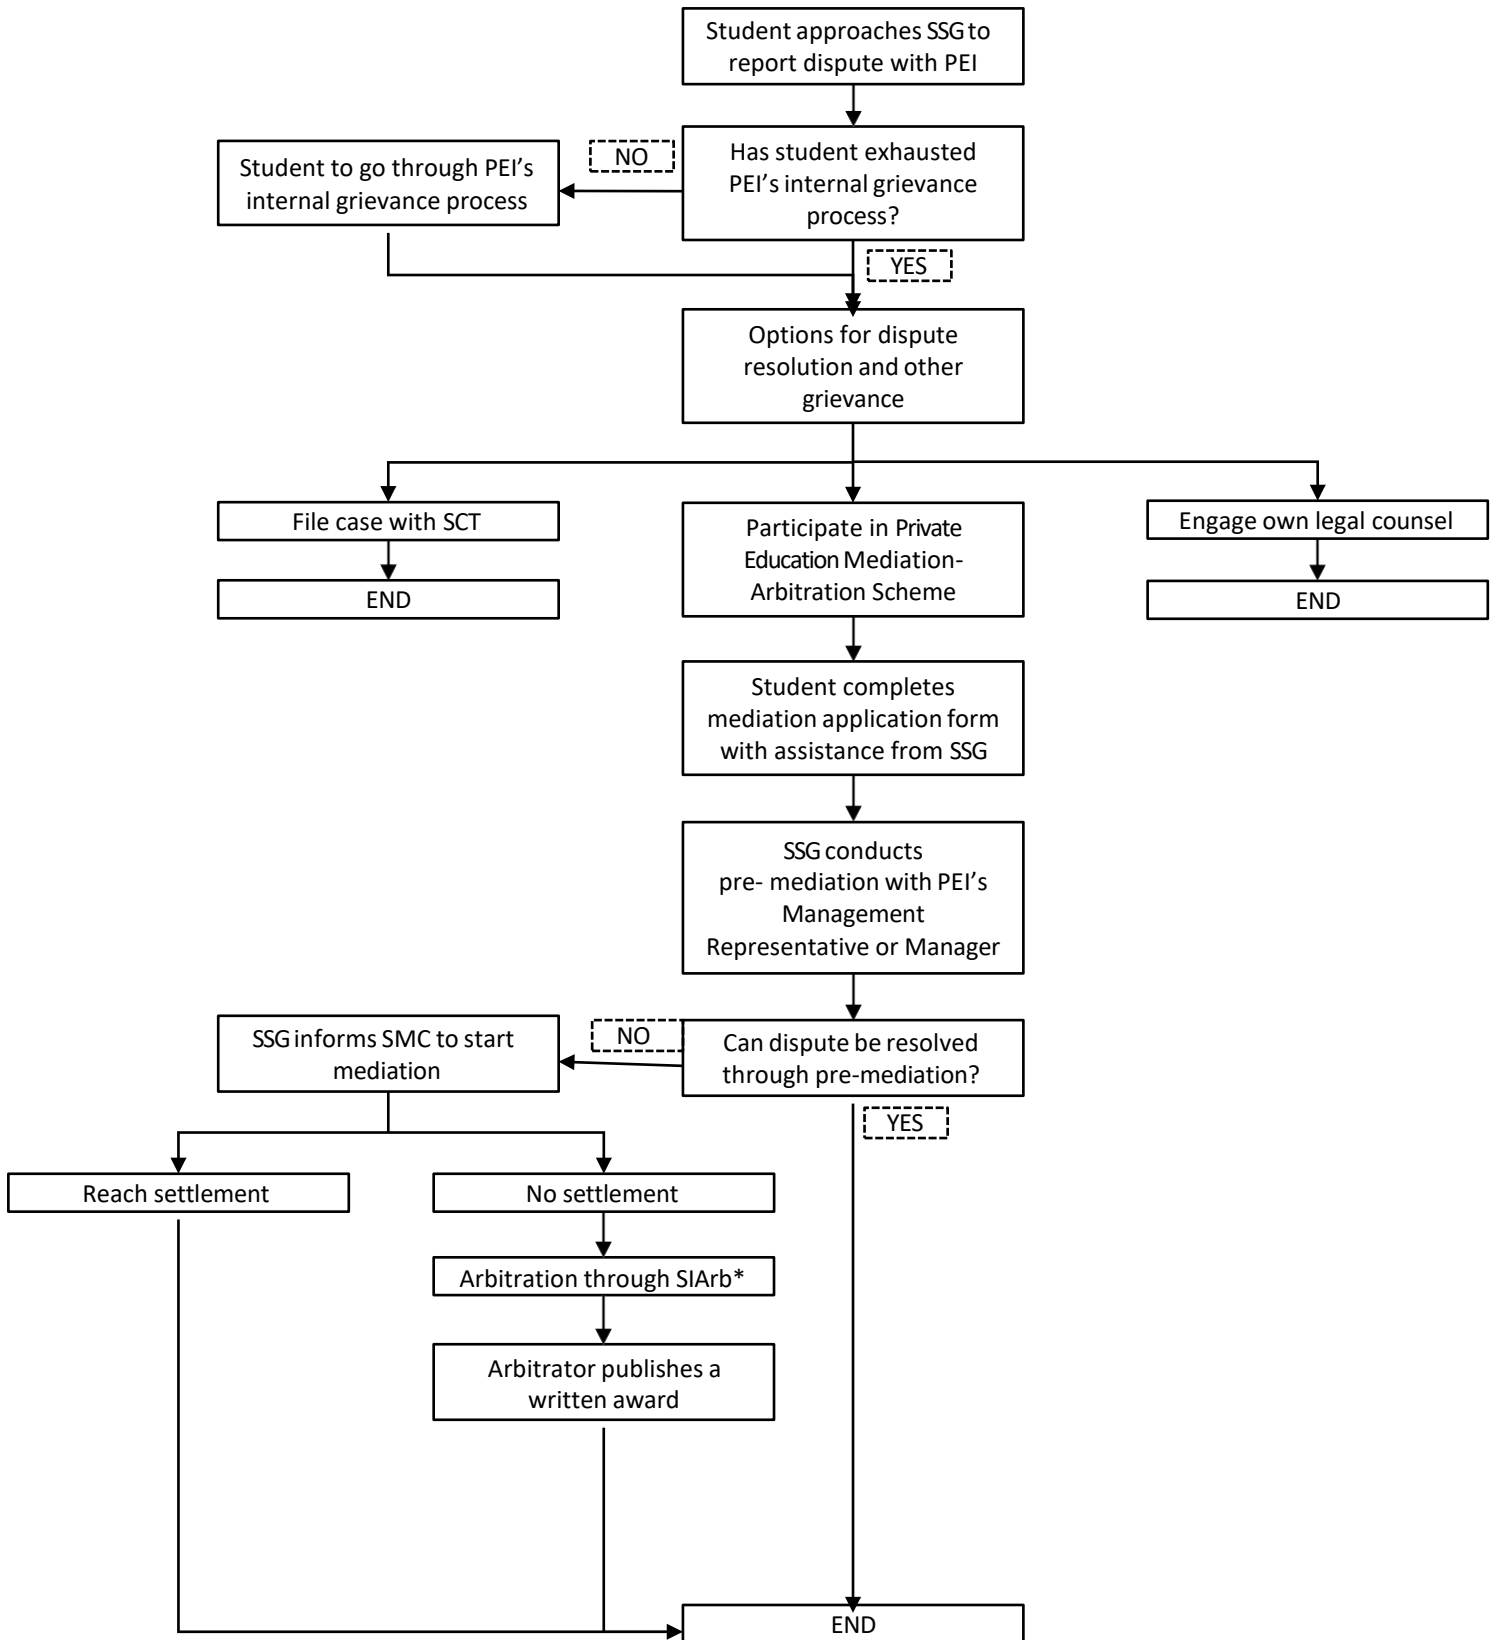 Student approaches SSG to
report dispute with PEI
NO
Student to go through PEI’s
internal grievance process
Has student exhausted
PEI’s internal grievance
process?
YES
Options for dispute
resolution and other
grievance
File case with SCT
END
Participate in Private
Education Mediation-
Arbitration Scheme
Engage own legal counsel
END
Student completes
mediation application form
with assistance from SSG
SSG conducts
pre- mediation with PEI’s
Management
Representative or Manager
SSG informs SMC to start
mediation
NO
Can dispute be resolved
through pre-mediation?
YES
Reach settlement
No settlement
Arbitration through SIArb*
Arbitrator publishes a
written award
END